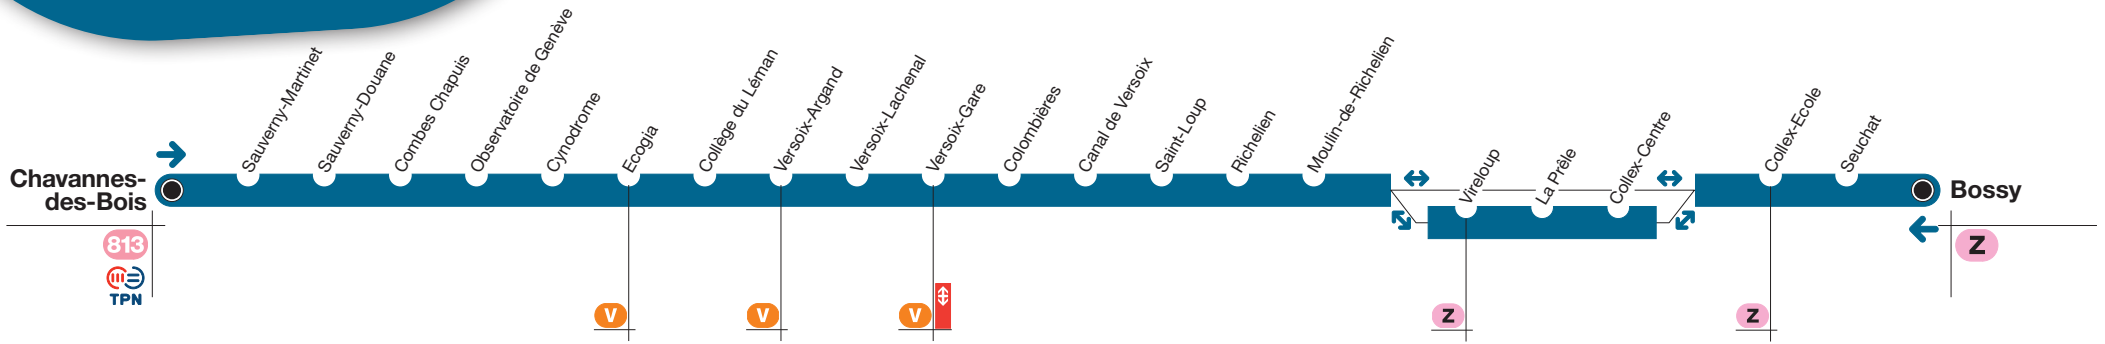 Sauverny-Martinet
Sauverny-Douane
Combes Chapuis
Observatoire de Genève
Cynodrome
Ecogia
Collège du Léman
Versoix-Argand
Versoix-Lachenal
Versoix-Gare
Colombières
Canal de Versoix
Saint-Loup
Richelien
Moulin-de-Richelien
Vireloup
La Prêle
Collex-Centre
Collex-Ecole
Seuchat
Chavannes-
des-Bois
Bossy
813
TPN
V
V
V
Z
Z
Z